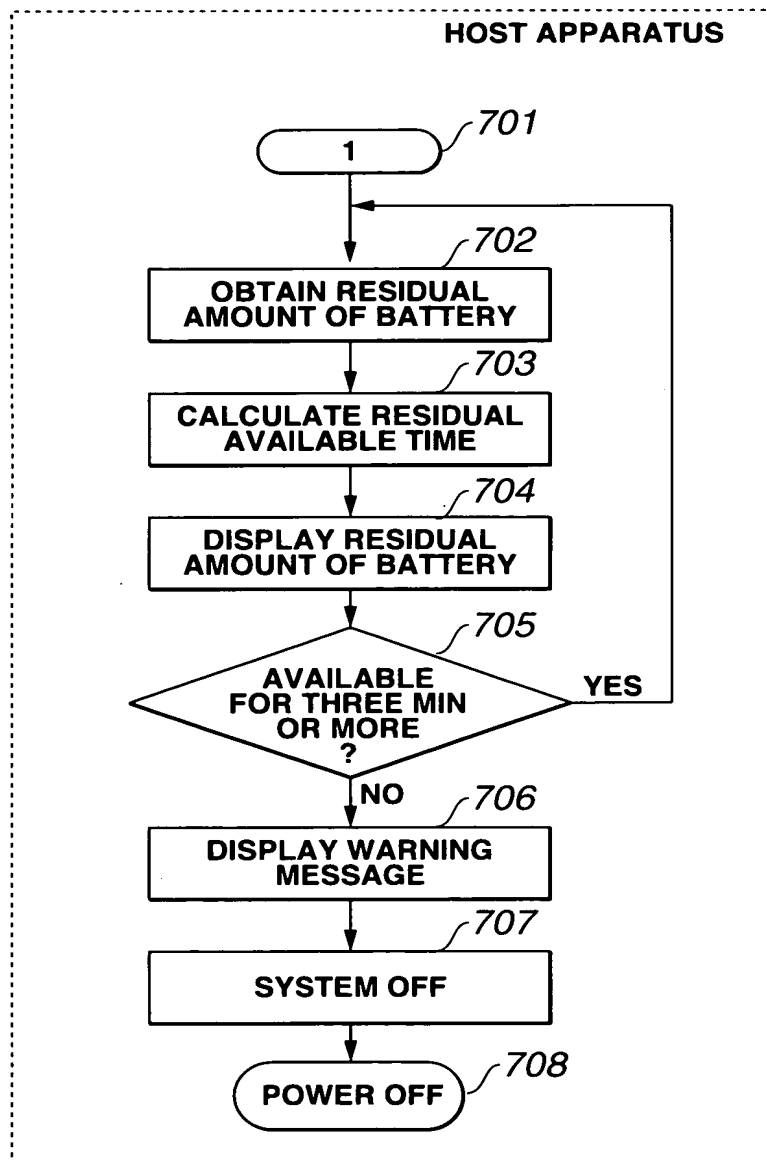 HOST APPARATUS
701
1
702
OBTAIN RESIDUAL
AMOUNT OF BATTERY
703
CALCULATE RESIDUAL
AVAILABLE TIME
704
DISPLAY RESIDUAL
AMOUNT OF BATTERY
705
AVAILABLE
FOR THREE MIN
OR MORE
?
YES
NO
706
DISPLAY WARNING
MESSAGE
707
SYSTEM OFF
708
POWER OFF